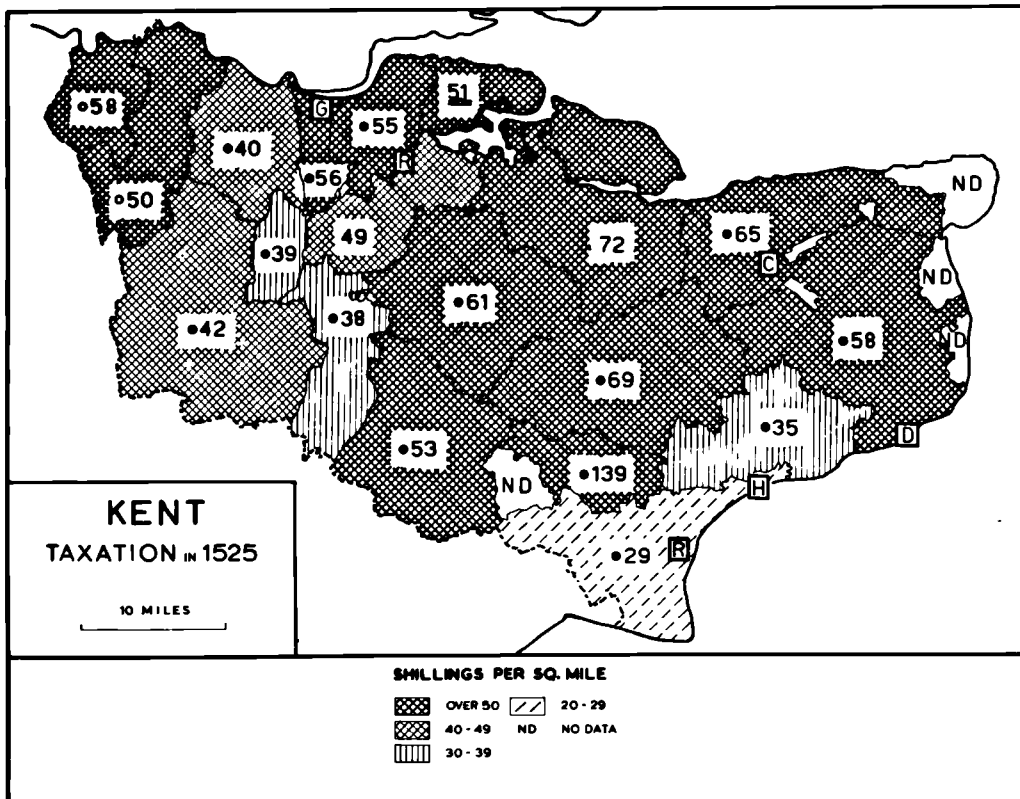 51
58
55
G
40
R
56
ND
50
49
72
65
39
C
ND
61
38
42
58
ND
69
35
D
53
139
ND
H
29
R
KENT
TAXATION IN 1525
10 MILES
SHILLINGS PER SQ. MILE
OVER 50
20 - 29
40 - 49
ND NO DATA
30 - 39